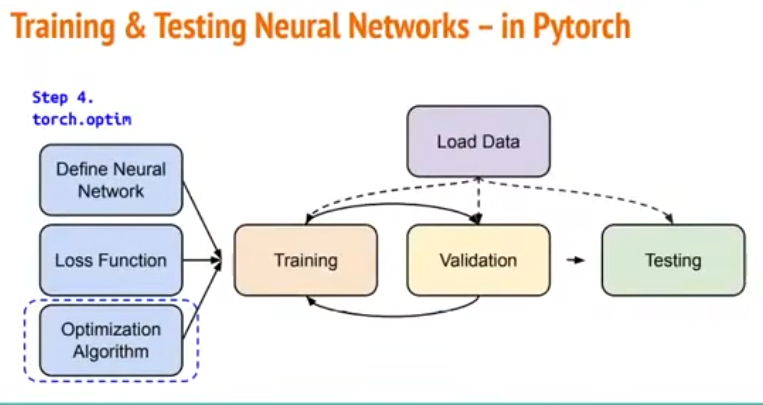 Training & Testing Neural Networks – in Pytorch
Step 4.
torch.optim
Load Data
Define Neural
Network
Loss Function
Training
Validation
Testing
Optimization
Algorithm